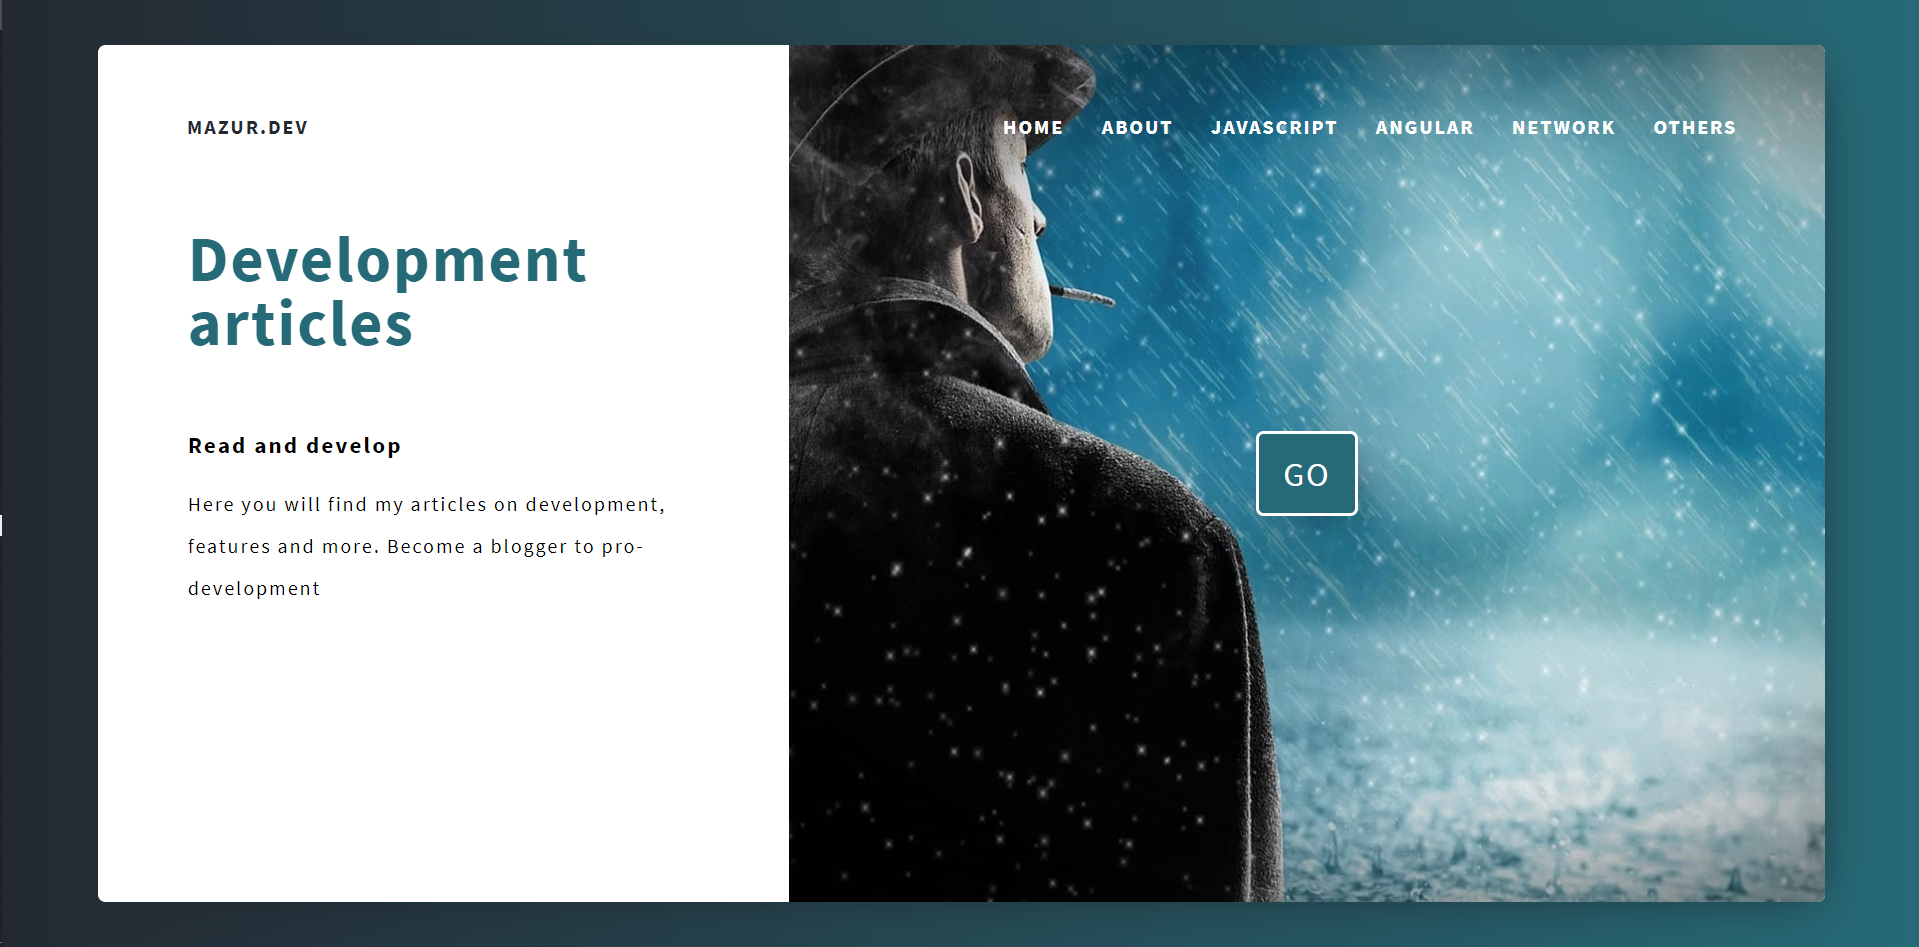 MAZUR.DEV
HOME ABOUT JAVASCRIPT ANGULAR NETWORK OTHERS
Development
articles
Read and develop
Here you will find my articles on development,
features and more. Become a blogger to pro-
development
GO